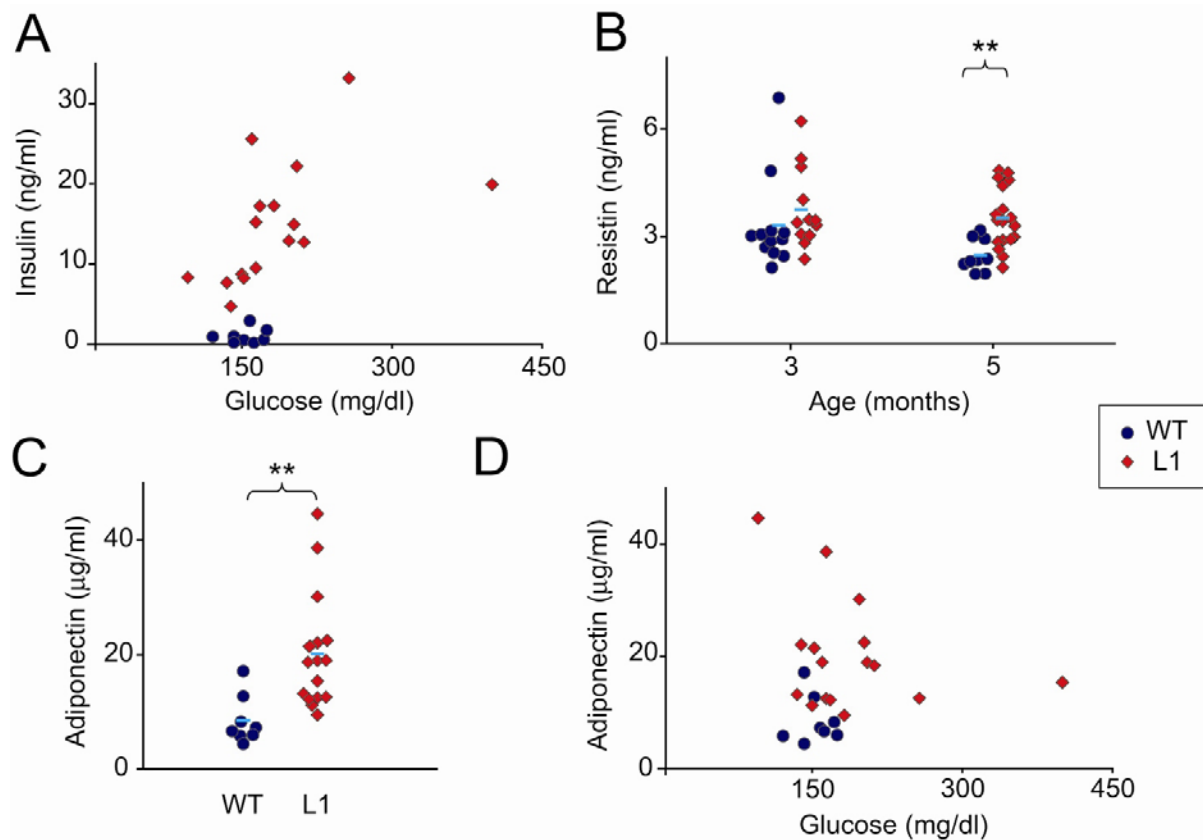 A
Insulin (ng/ml)
30
20
10
0
150
300
450
Glucose (mg/dl)
B
**
Resistin (ng/ml)
6
3
0
3
5
Age (months)
WT
L1
C
**
Adiponectin (µg/ml)
40
20
0
WT
L1
D
Adiponectin (µg/ml)
40
20
0
150
300
450
Glucose (mg/dl)